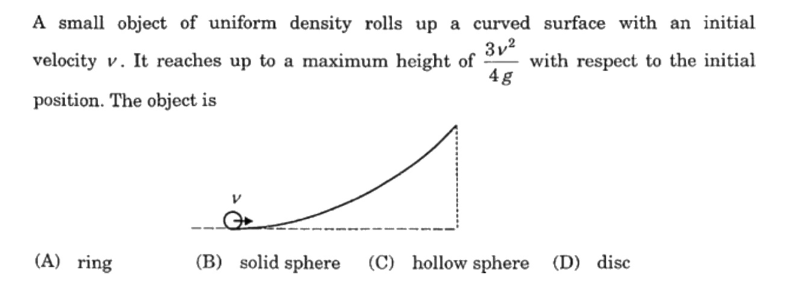 A small object of uniform density rolls up a curved surface with an initial
velocity v. It reaches up to a maximum height of 3v²/4g with respect to the initial
position. The object is
v
(A) ring (B) solid sphere (C) hollow sphere (D) disc